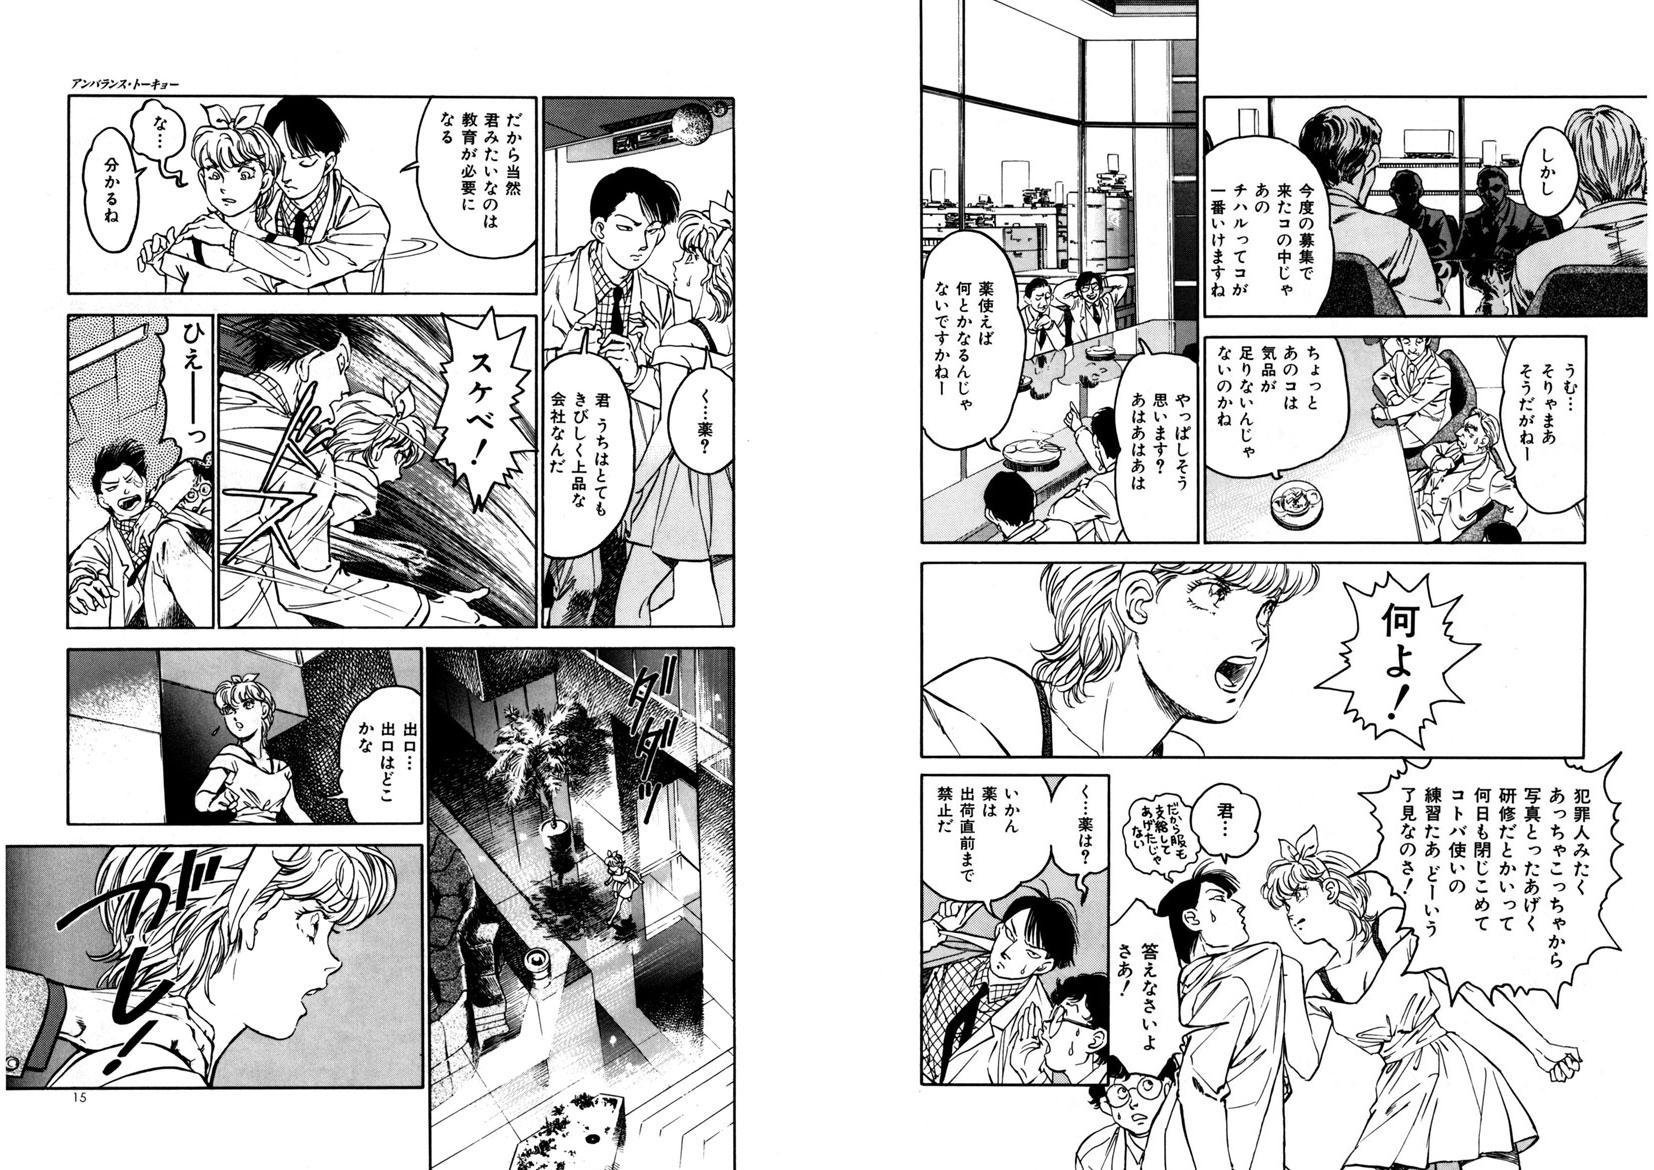 しかし
今度の募集で
来たコの中じゃ
あの
チハルってコが
一番いけますね
うむ…
そりゃまあ
そうだがねー
ちょっと
あのコは
気品が
足りないんじゃ
ないのかね
薬使えば
何とかなるんじゃ
ないですかねー
やっぱしそう
思います?
あはあはあは
何よ!
犯罪人みたく
あっちゃこっちゃから
写真とったあげく
研修だとかいって
何日も閉じこめて
コトバ使いの
練習たあ どーいう
了見なのさ!
君…
だから服も
支給して
あげたじゃ
ない
答えなさいよ
さあ!
く…薬は?
いかん
薬は
出荷直前まで
禁止だ
アンバランス・トーキョー
く…薬?
君 うちはとても
きびしく上品な
会社なんだ
だから当然
君みたいなのは
教育が必要に
なる
な…
分かるね
スケベ!
ドスッ
ひえ——っ
ダダダッ
出口…
出口はどこ
かな
ガシ!
15